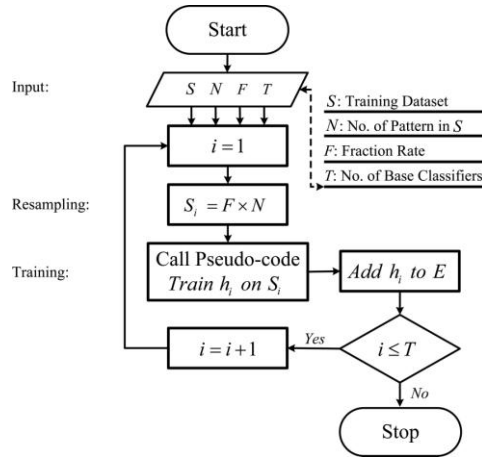 Start
Input:
S N F T
S: Training Dataset
N: No. of Pattern in S
F: Fraction Rate
T: No. of Base Classifiers
i = 1
Resampling:
S_i = F × N
Training:
Call Pseudo-code
Train h_i on S_i
Add h_i to E
i = i + 1
Yes
i ≤ T
No
Stop